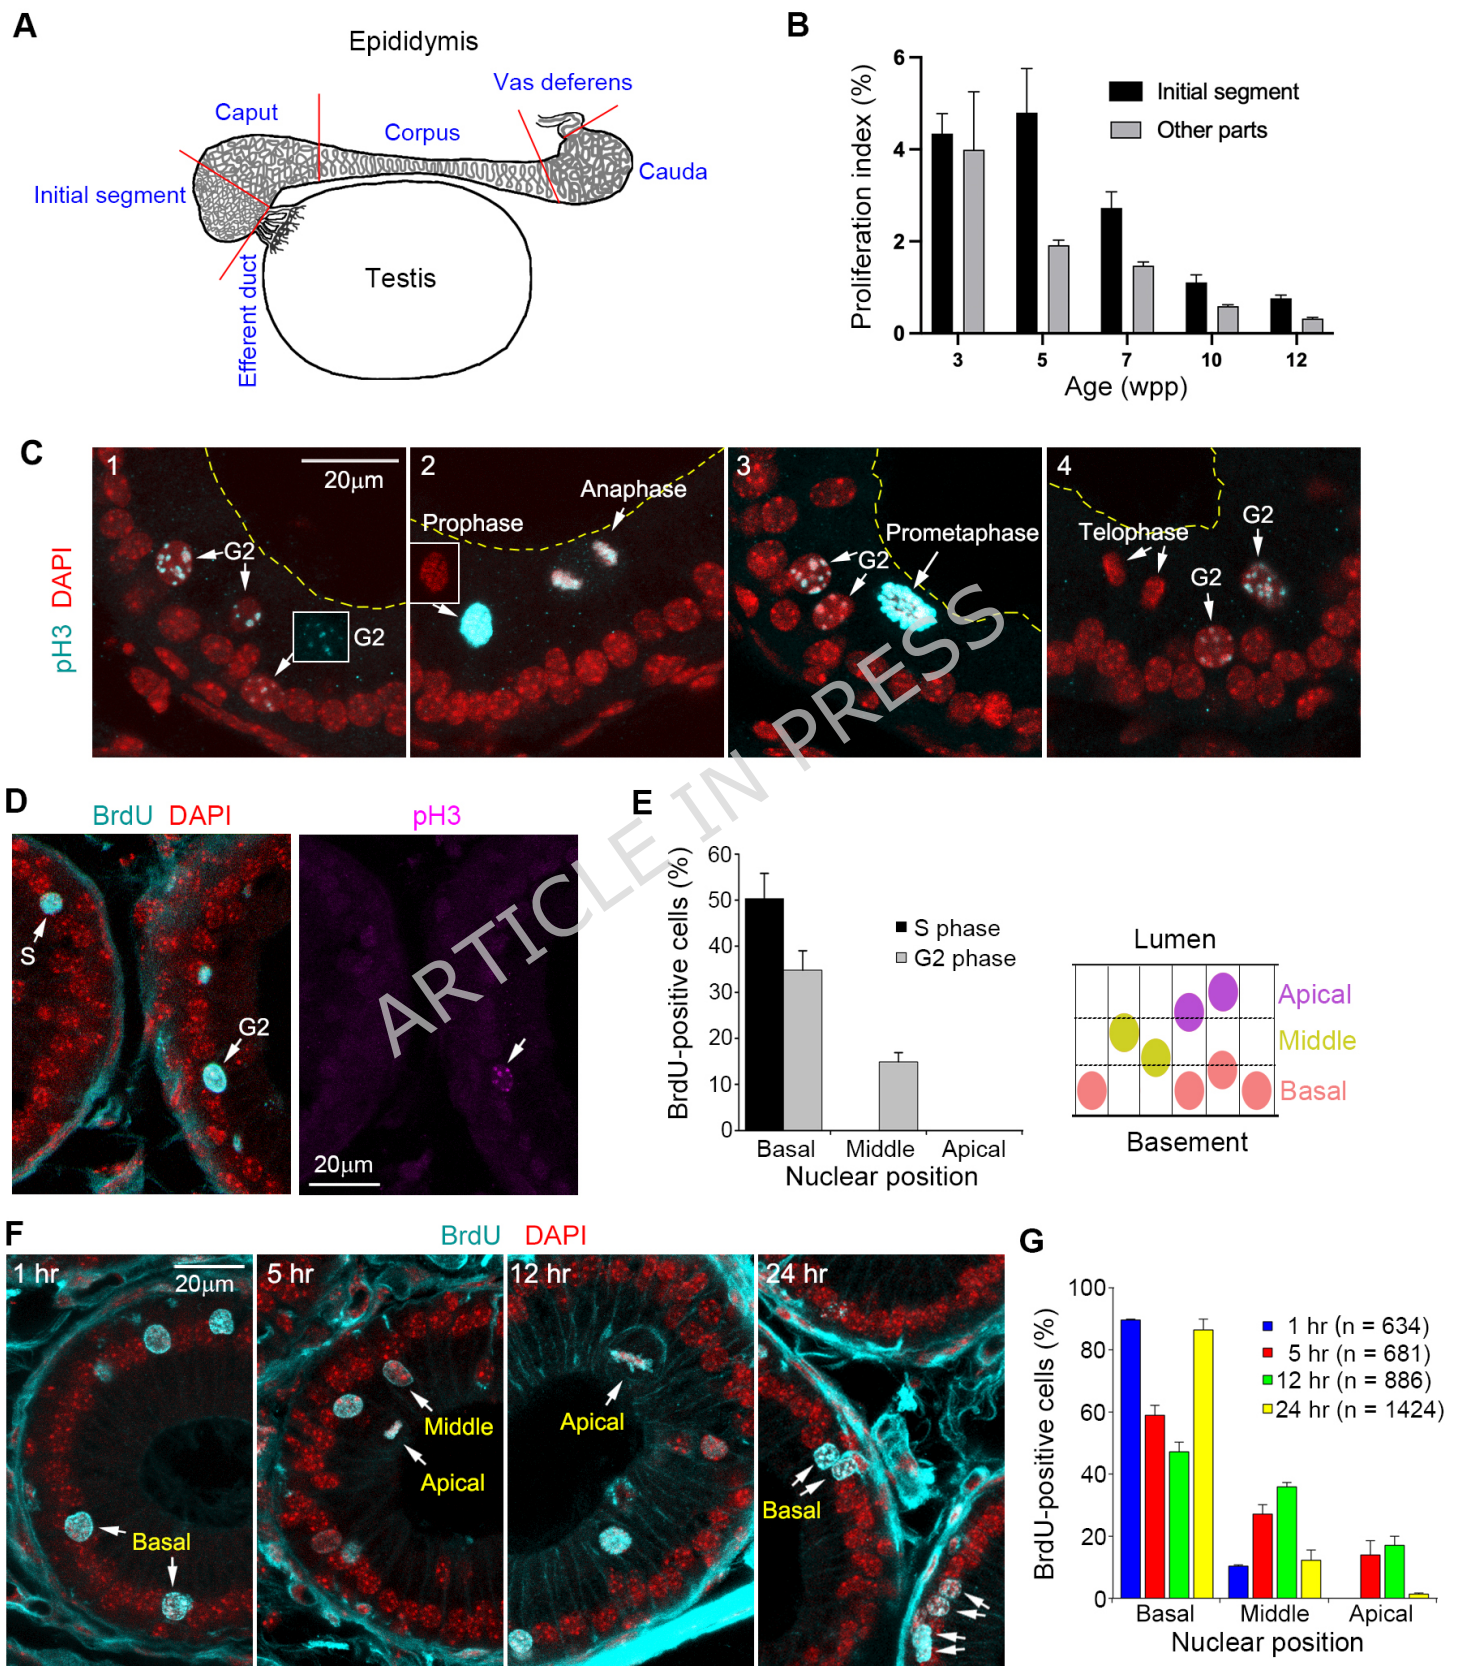 A
Epididymis
Vas deferens
Caput
Corpus
Cauda
Initial segment
Efferent duct
Testis
B
Proliferation index (%)
6
4
2
0
Initial segment
Other parts
3 5 7 10 12
Age (wpp)
C
pH3 DAPI
1
20μm
G2
G2
2
Anaphase
Prophase
3
Prometaphase
G2
G2
4
Telophase
G2
G2
ARTICLE IN PRESS
D
BrdU DAPI
pH3
S
G2
20μm
E
BrdU-positive cells (%)
60
50
40
30
20
10
0
S phase
G2 phase
Basal Middle Apical
Nuclear position
Lumen
Apical
Middle
Basal
Basement
F
BrdU DAPI
1 hr
20μm
Basal
5 hr
Middle
Apical
12 hr
Apical
24 hr
Basal
G
BrdU-positive cells (%)
100
80
60
40
20
0
1 hr (n = 634)
5 hr (n = 681)
12 hr (n = 886)
24 hr (n = 1424)
Basal Middle Apical
Nuclear position